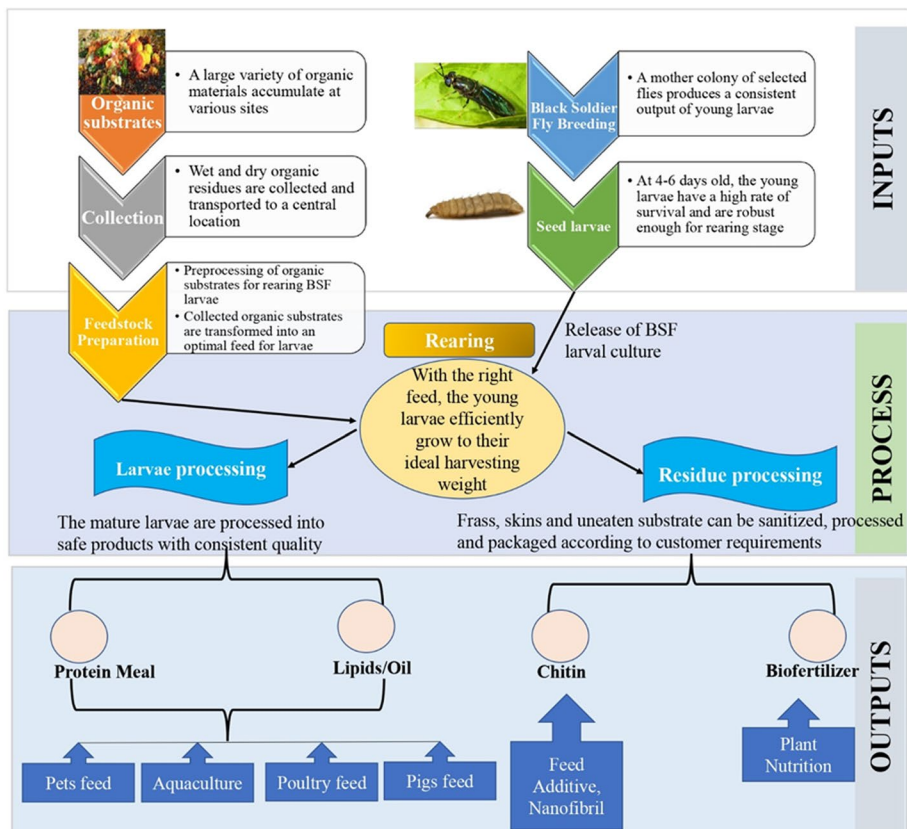 Organic
substrates
• A large variety of organic
materials accumulate at
various sites
Collection
• Wet and dry organic
residues are collected and
transported to a central
location
Feedstock
Preparation
• Preprocessing of organic
substrates for rearing BSF
larvae
• Collected organic substrates
are transformed into an
optimal feed for larvae
Black Soldier
Fly Breeding
• A mother colony of selected
flies produces a consistent
output of young larvae
Seed larvae
• At 4-6 days old, the young
larvae have a high rate of
survival and are robust
enough for rearing stage
INPUTS
Rearing
Release of BSF
larval culture
With the right
feed, the young
larvae efficiently
grow to their
ideal harvesting
weight
Larvae processing
The mature larvae are processed into
safe products with consistent quality
Residue processing
Frass, skins and uneaten substrate can be sanitized, processed
and packaged according to customer requirements
PROCESS
Protein Meal
Lipids/Oil
Chitin
Biofertilizer
Pets feed
Aquaculture
Poultry feed
Pigs feed
Feed
Additive,
Nanofibril
Plant
Nutrition
OUTPUTS